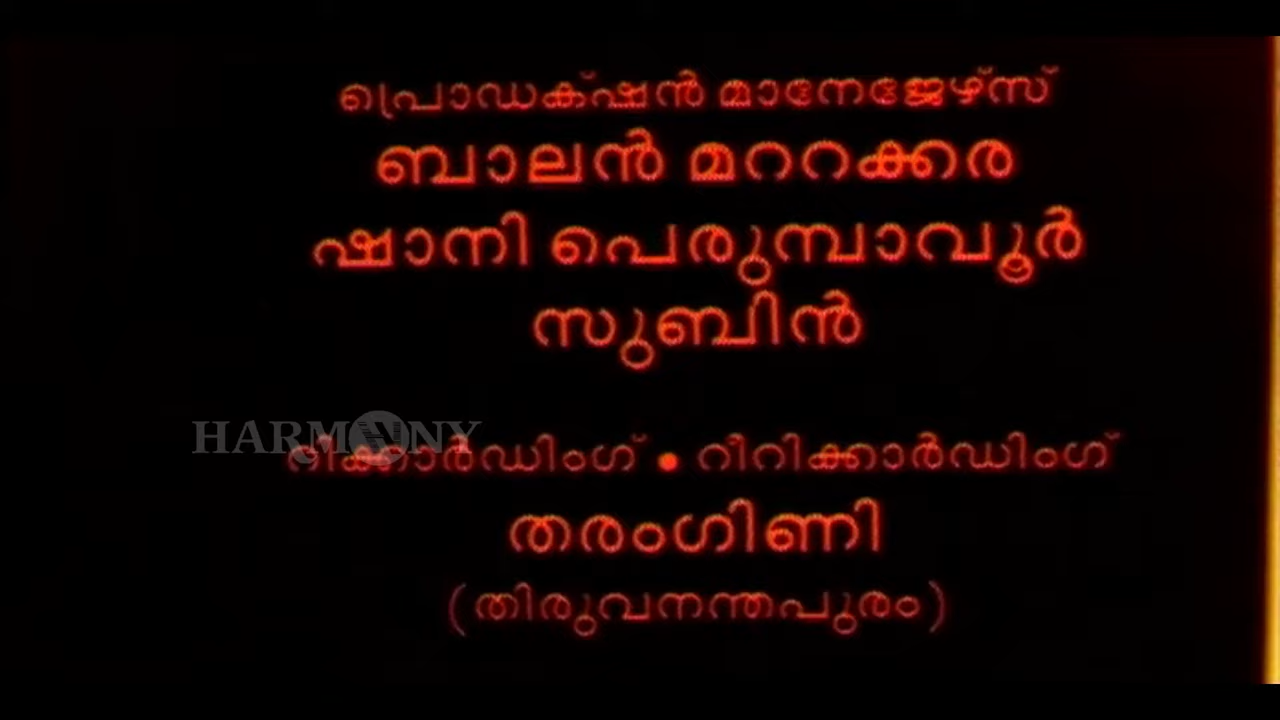 പ്രൊഡക്ഷൻ മാനേജേഴ്സ്
ബാലൻ മററക്കര
ഷാനി പെരുമ്പാവൂർ
സുബിൻ
HARMONY
റിക്കാർഡിംഗ് • റീറിക്കാർഡിംഗ്
തരംഗിണി
(തിരുവനന്തപുരം)